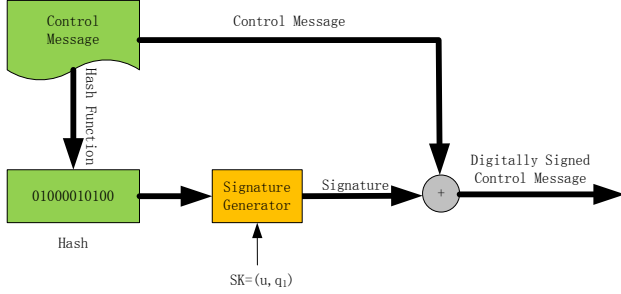 Control
Message
Control Message
Hash Function
01000010100
Hash
Signature
Generator
Signature
+
Digitally Signed
Control Message
SK=(u,q₁)